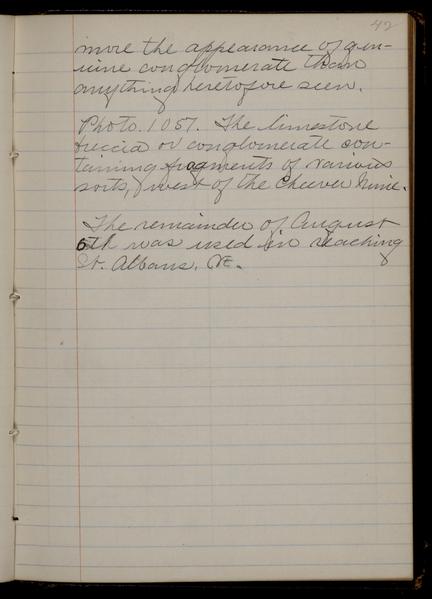 42
more the appearance of gen-
uine conglomerate than
anything heretofore seen.
Photo. 1051. The limestone
breccia or conglomerate con-
taining fragments of various
sorts, west of the Cheever Mine.
The remainder of August
6th was used in reaching
St. Albans, Vt.